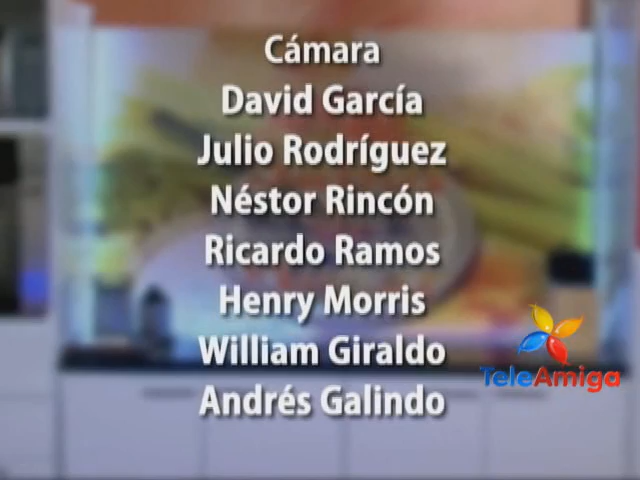 Cámara
David García
Julio Rodríguez
Néstor Rincón
Ricardo Ramos
Henry Morris
William Giraldo
Andrés Galindo
TeleAmiga